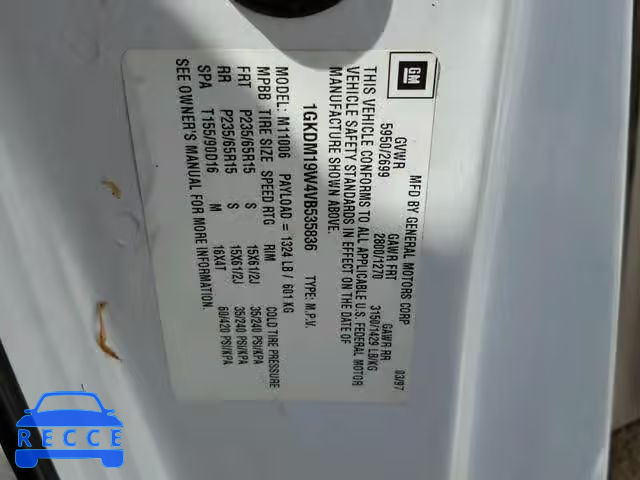 GM
MFD BY GENERAL MOTORS CORP 03/97
GVWR GAWR FRT GAWR RR
5950/2699 2800/1270 3150/1429 LB/KG
THIS VEHICLE CONFORMS TO ALL APPLICABLE U.S. FEDERAL MOTOR
VEHICLE SAFETY STANDARDS IN EFFECT ON THE DATE OF
MANUFACTURE SHOWN ABOVE.
1GKDM19W4VB535836 TYPE: M.P.V.
MODEL: M11006 PAYLOAD = 1324 LB / 601 KG
MPBB TIRE SIZE SPEED RTG RIM COLD TIRE PRESSURE
FRT P235/65R15 S 15X61/2J 35/240 PSI/KPA
RR P235/65R15 S 15X61/2J 35/240 PSI/KPA
SPA T155/90D16 M 16X4T 60/420 PSI/KPA
SEE OWNER'S MANUAL FOR MORE INFORMATION.
RECCE